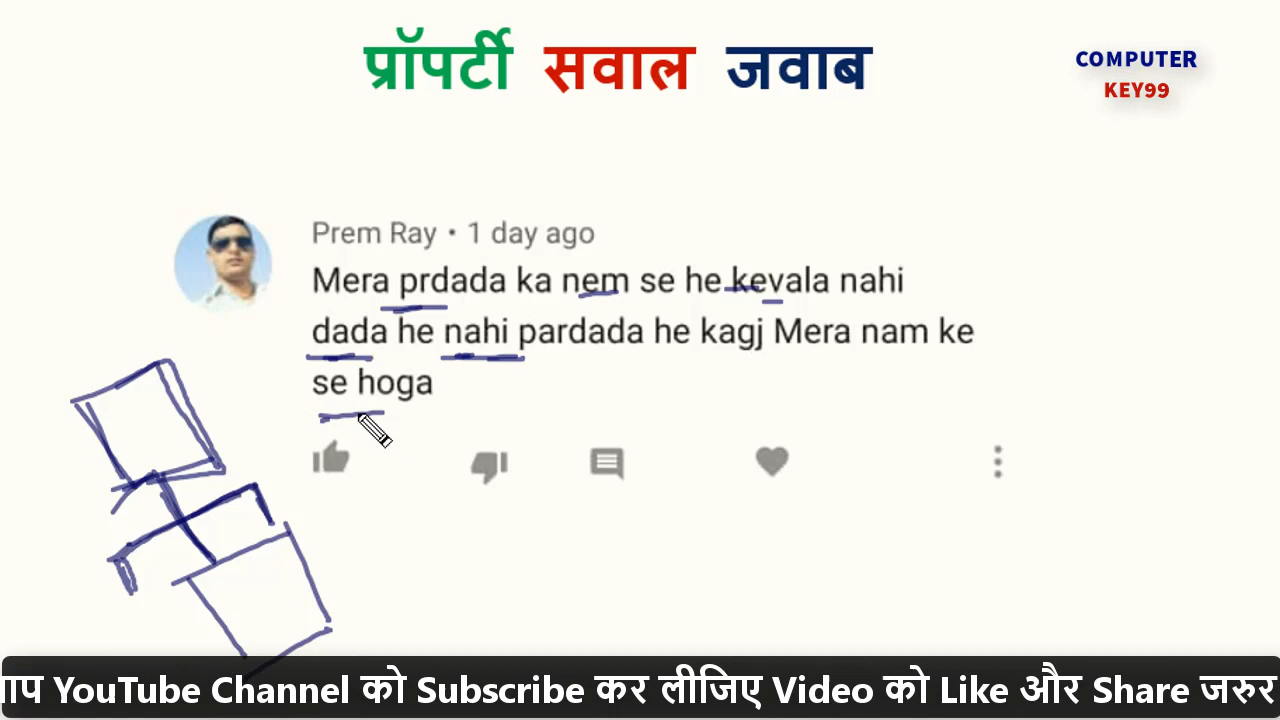 प्रॉपर्टी सवाल जवाब
COMPUTER
KEY99
Prem Ray • 1 day ago
Mera prdada ka nem se he kevala nahi
dada he nahi pardada he kagj Mera nam ke
se hoga
YouTube Channel को Subscribe कर लीजिए Video को Like और Share जरुर